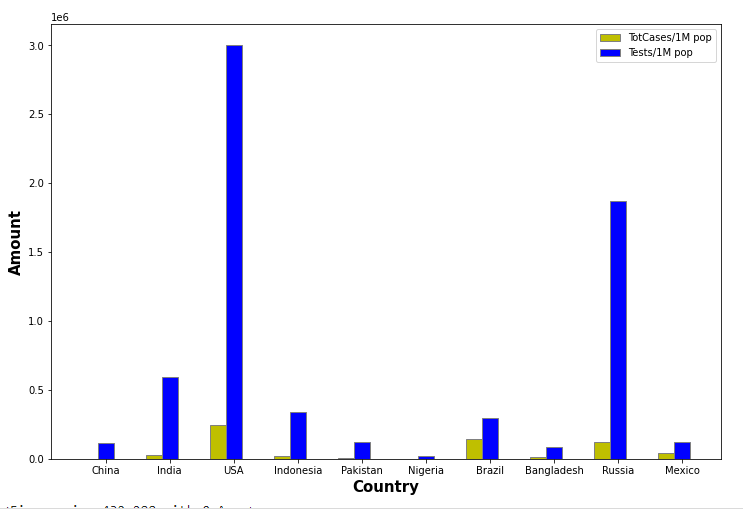 1e6
TotCases/1M pop
Tests/1M pop
3.0
2.5
2.0
1.5
1.0
0.5
0.0
Amount
China India USA Indonesia Pakistan Nigeria Brazil Bangladesh Russia Mexico
Country